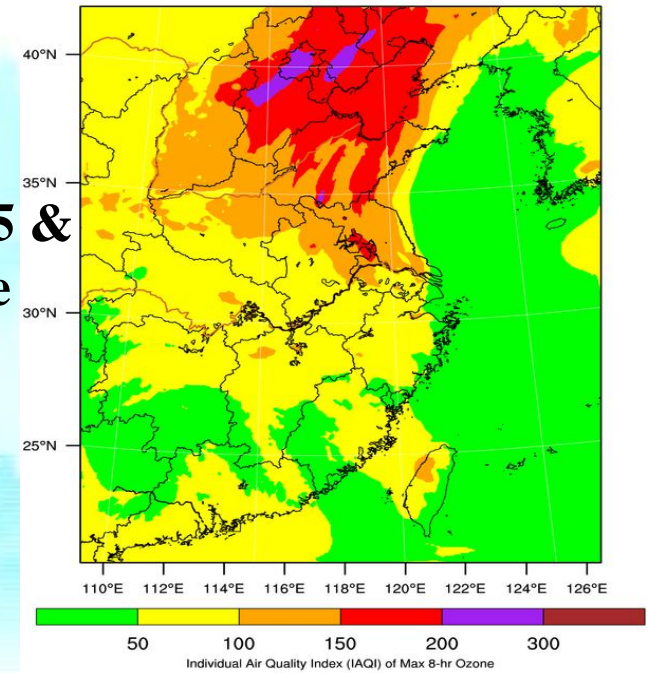 40°N
35°N
5 &
e
30°N
25°N
110°E 112°E 114°E 116°E 118°E 120°E 122°E 124°E 126°E
50 100 150 200 300
Individual Air Quality Index (IAQI) of Max 8-hr Ozone